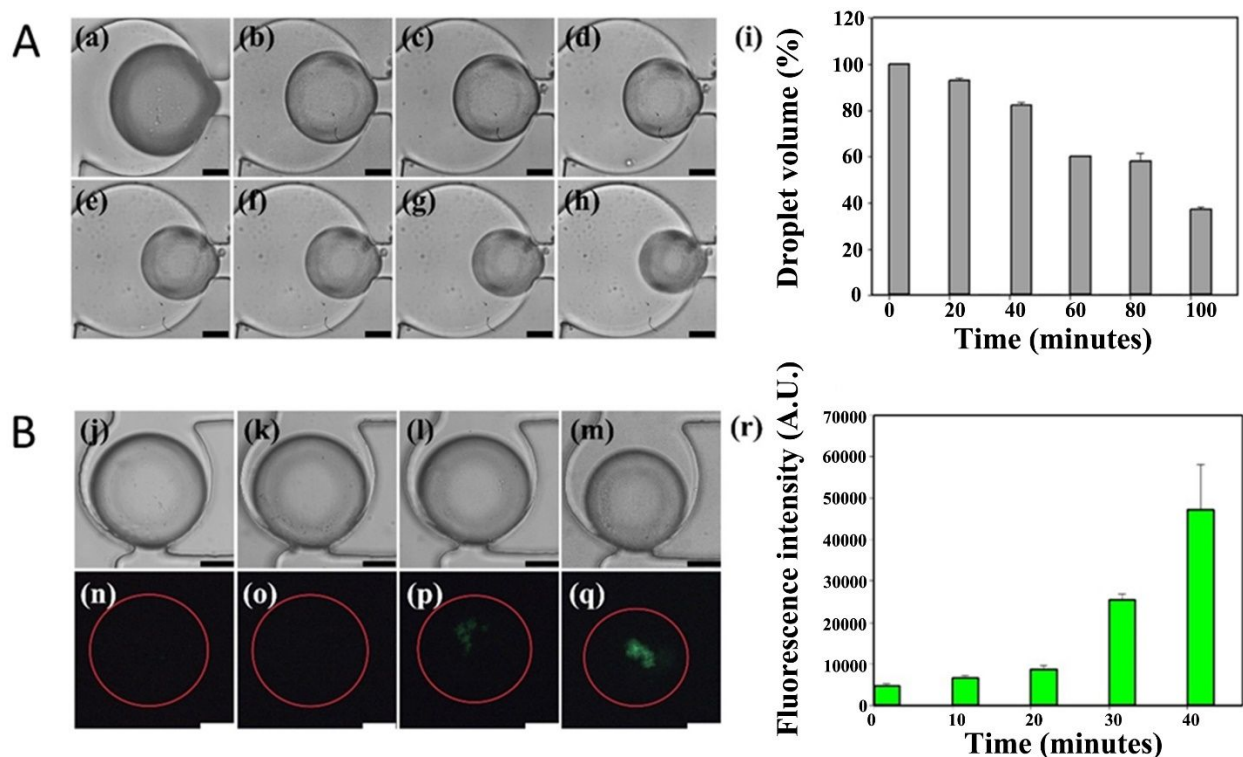 A
(a)
(b)
(c)
(d)
(e)
(f)
(g)
(h)
(i)
Droplet volume (%)
120
100
80
60
40
20
0
0 20 40 60 80 100
Time (minutes)
B
(j)
(k)
(l)
(m)
(n)
(o)
(p)
(q)
(r)
Fluorescence intensity (A.U.)
70000
60000
50000
40000
30000
20000
10000
0
0 10 20 30 40
Time (minutes)